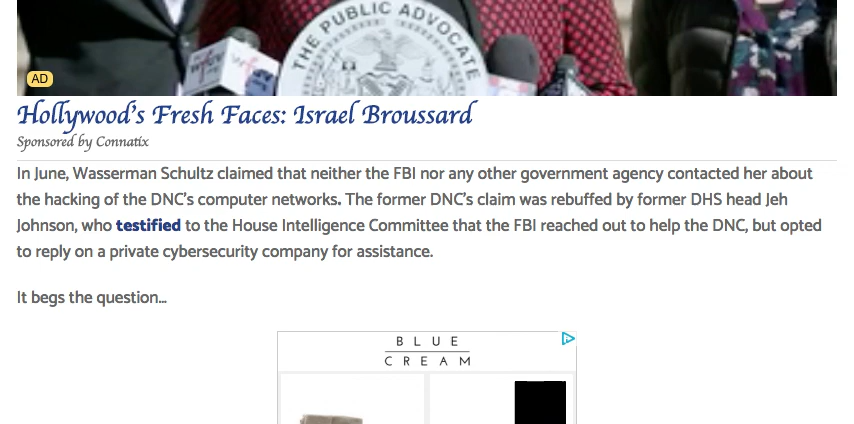 THE PUBLIC ADVOCATE
AD
Hollywood's Fresh Faces: Israel Broussard
Sponsored by Connatix
In June, Wasserman Schultz claimed that neither the FBI nor any other government agency contacted her about
the hacking of the DNC's computer networks. The former DNC's claim was rebuffed by former DHS head Jeh
Johnson, who testified to the House Intelligence Committee that the FBI reached out to help the DNC, but opted
to reply on a private cybersecurity company for assistance.
It begs the question...
BLUE
CREAM